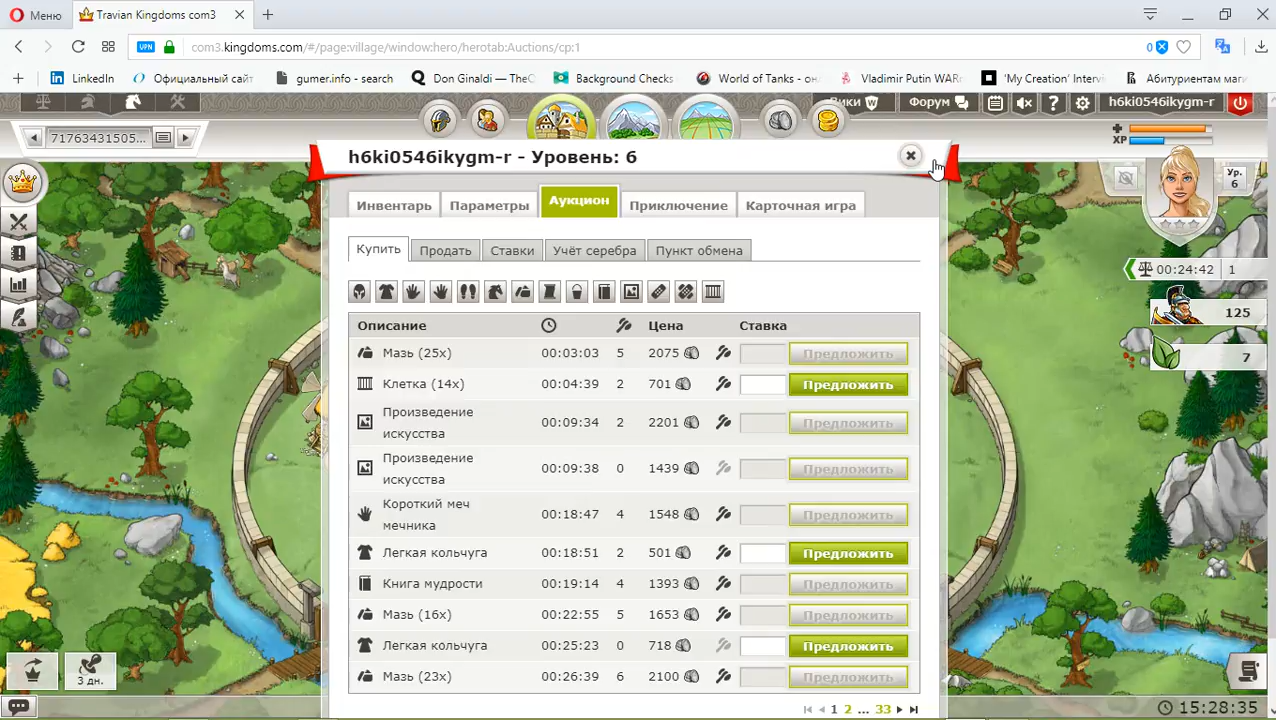 Меню
Travian Kingdoms com3
VPN
com3.kingdoms.com/#/page:village/window:hero/herotab:Auctions/cp:1
0
LinkedIn
Официальный сайт
gumer.info - search
Don Ginaldi — TheC
Background Checks
World of Tanks - он
Vladimir Putin WARn
'My Creation' Interv
Абитуриентам маги
Форум
h6ki0546ikygm-r
71763431505...
XP
h6ki0546ikygm-r - Уровень: 6
Ур.
6
Инвентарь
Параметры
Аукцион
Приключение
Карточная игра
Купить
Продать
Ставки
Учёт серебра
Пункт обмена
00:24:42 1
125
7
Описание Цена Ставка
Мазь (25x) 00:03:03 5 2075 Предложить
Клетка (14x) 00:04:39 2 701 Предложить
Произведение искусства 00:09:34 2 2201 Предложить
Произведение искусства 00:09:38 0 1439 Предложить
Короткий меч мечника 00:18:47 4 1548 Предложить
Легкая кольчуга 00:18:51 2 501 Предложить
Книга мудрости 00:19:14 4 1393 Предложить
Мазь (16x) 00:22:55 5 1653 Предложить
Легкая кольчуга 00:25:23 0 718 Предложить
Мазь (23x) 00:26:39 6 2100 Предложить
1 2 ... 33
3 дн.
15:28:35